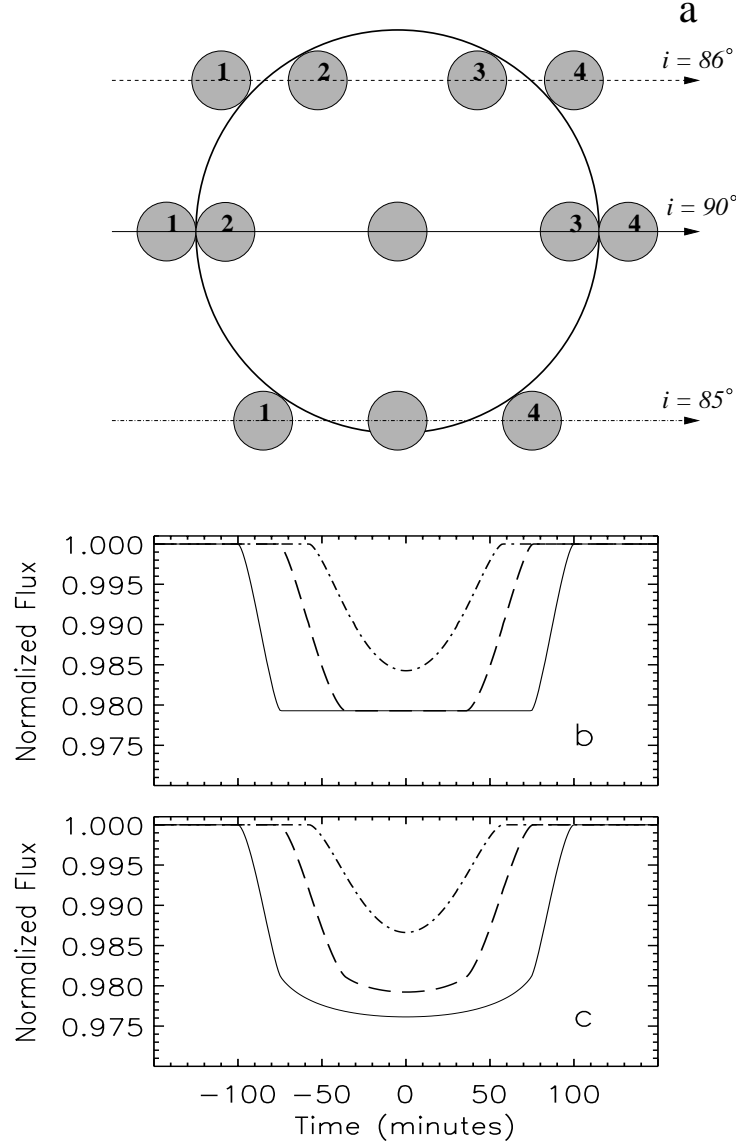 a
1 2 3 4 i = 86°
1 2 3 4 i = 90°
1 4 i = 85°
1.000
0.995
0.990
0.985
0.980
0.975
Normalized Flux
b
1.000
0.995
0.990
0.985
0.980
0.975
Normalized Flux
c
−100 −50 0 50 100
Time (minutes)